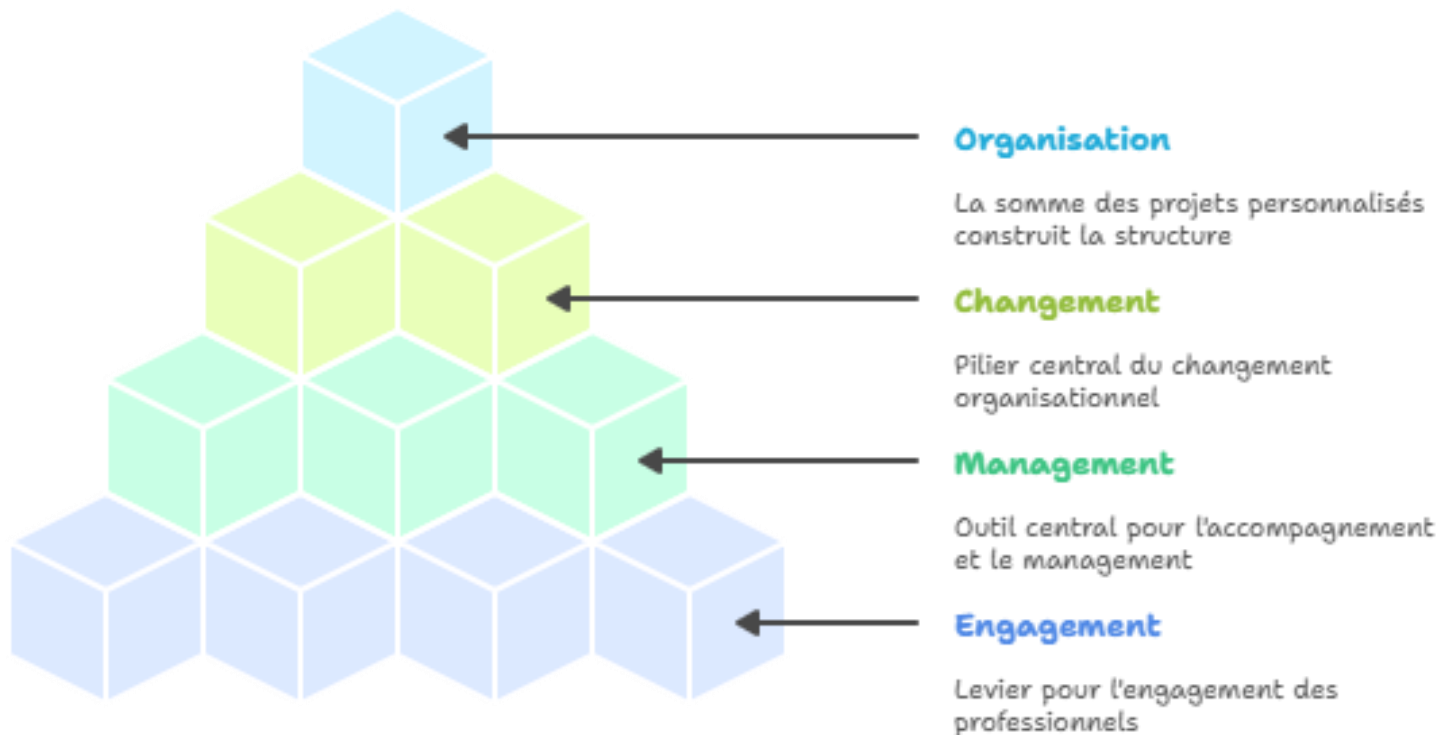 Organisation
La somme des projets personnalisés
construit la structure
Changement
Pilier central du changement
organisationnel
Management
Outil central pour l'accompagnement
et le management
Engagement
Levier pour l'engagement des
professionnels